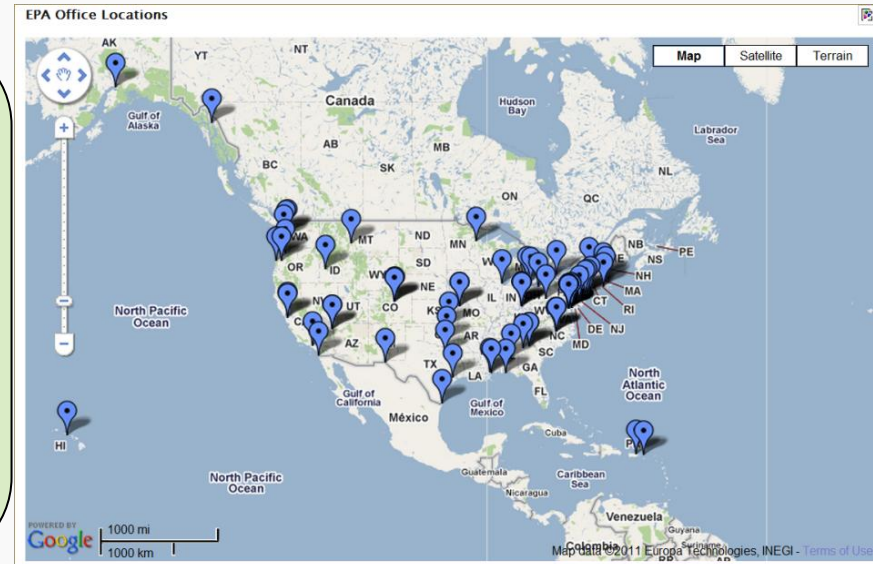 EPA Office Locations
Map
Satellite
Terrain
AK
YT
NT
Canada
Hudson
Bay
Gulf of
Alaska
Labrador
Sea
AB
MB
BC
SK
NL
ON
QC
WA
MT
ND
MN
NB
PE
NS
OR
ID
SD
NH
WY
MA
NE
IL
IN
CT
RI
NV
UT
CO
KS
MO
North Pacific
Ocean
DE
NJ
NC
MD
AZ
AR
SC
TX
GA
LA
North
Atlantic
Ocean
FL
Gulf of
California
Gulf of
Mexico
México
HI
Cuba
North Pacific
Ocean
Guatemala
Caribbean
Sea
Nicaragua
Venezuela
Guyana
Suriname
Colombia
POWERED BY
Google
1000 mi
1000 km
Map data ©2011 Europa Technologies, INEGI - Terms of Use